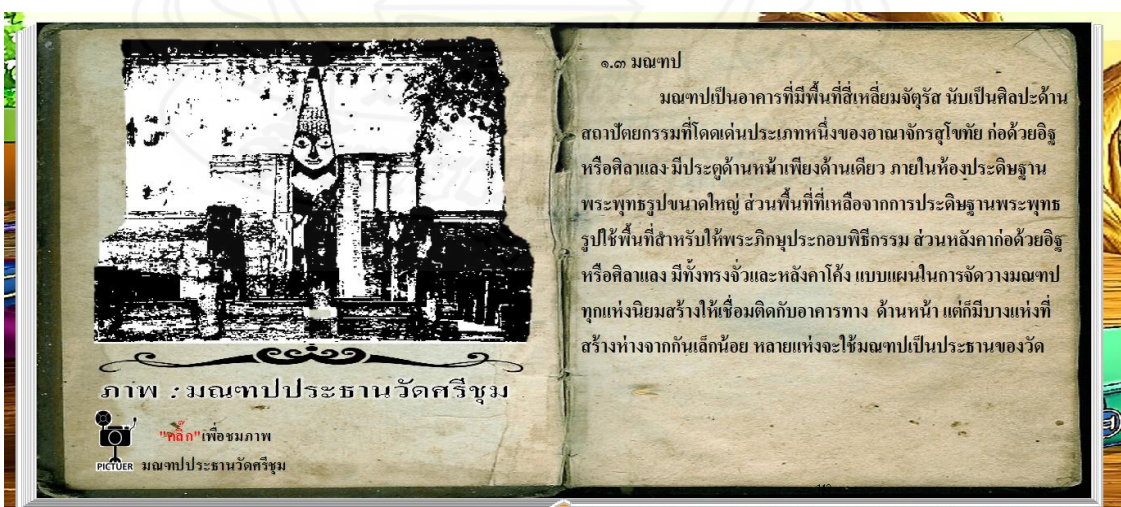 ภาพ : มณฑปประธานวัดศรีชุม
"คลิ๊ก"เพื่อชมภาพ
PICTUER มณฑปประธานวัดศรีชุม
๑.๓ มณฑป
มณฑปเป็นอาคารที่มีพื้นที่สี่เหลี่ยมจัตุรัส นับเป็นศิลปะด้าน
สถาปัตยกรรมที่โดดเด่นประเภทหนึ่งของอาณาจักรสุโขทัย ก่อด้วยอิฐ
หรือศิลาแลง มีประตูด้านหน้าเพียงด้านเดียว ภายในห้องประดิษฐาน
พระพุทธรูปขนาดใหญ่ ส่วนพื้นที่ที่เหลือจากการประดิษฐานพระพุทธ
รูปใช้พื้นที่สำหรับให้พระภิกษุประกอบพิธีกรรม ส่วนหลังคาก่อด้วยอิฐ
หรือศิลาแลง มีทั้งทรงจั่วและหลังคาโค้ง แบบแผนในการจัดวางมณฑป
ทุกแห่งนิยมสร้างให้เชื่อมติดกับอาคารทาง ด้านหน้า แต่ก็มีบางแห่งที่
สร้างห่างจากกันเล็กน้อย หลายแห่งจะใช้มณฑปเป็นประธานของวัด